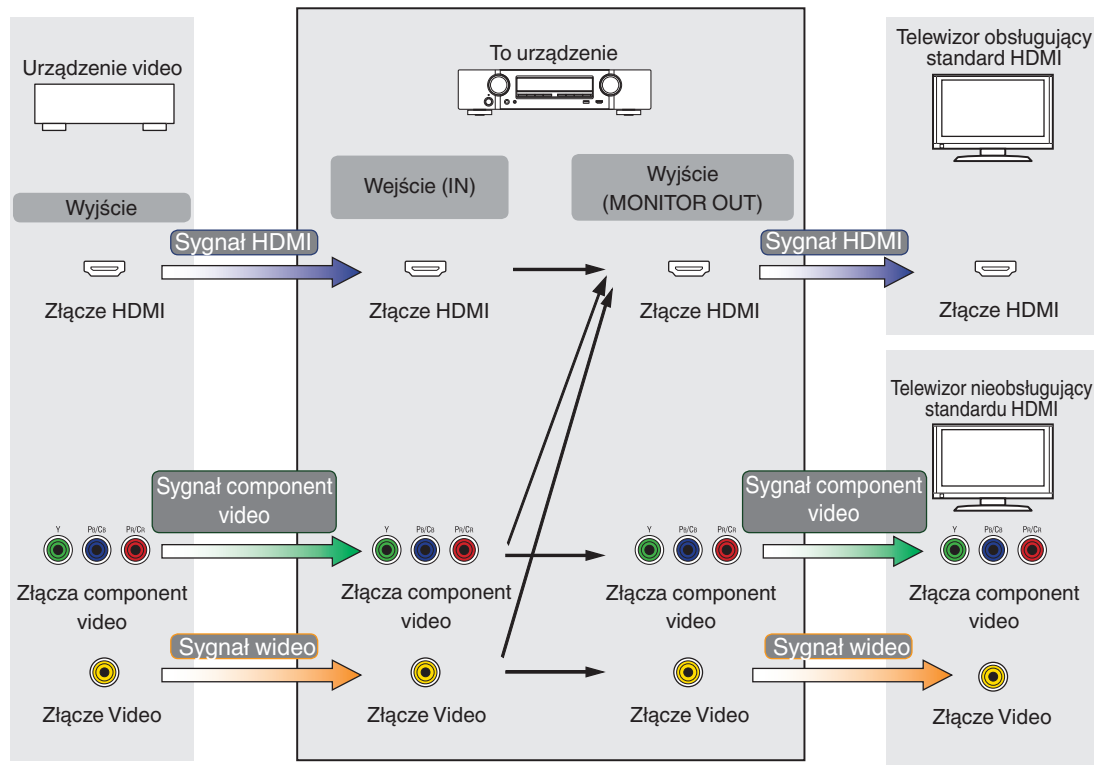 Urządzenie video
To urządzenie
Telewizor obsługujący
standard HDMI
Wyjście
Wejście (IN)
Wyjście
(MONITOR OUT)
Sygnał HDMI
Sygnał HDMI
Złącze HDMI
Złącze HDMI
Złącze HDMI
Złącze HDMI
Telewizor nieobsługujący
standardu HDMI
Sygnał component
video
Sygnał component
video
Y PB/CB PR/CR
Y PB/CB PR/CR
Y PB/CB PR/CR
Y PB/CB PR/CR
Złącza component
video
Złącza component
video
Złącza component
video
Złącza component
video
Sygnał wideo
Sygnał wideo
Złącze Video
Złącze Video
Złącze Video
Złącze Video